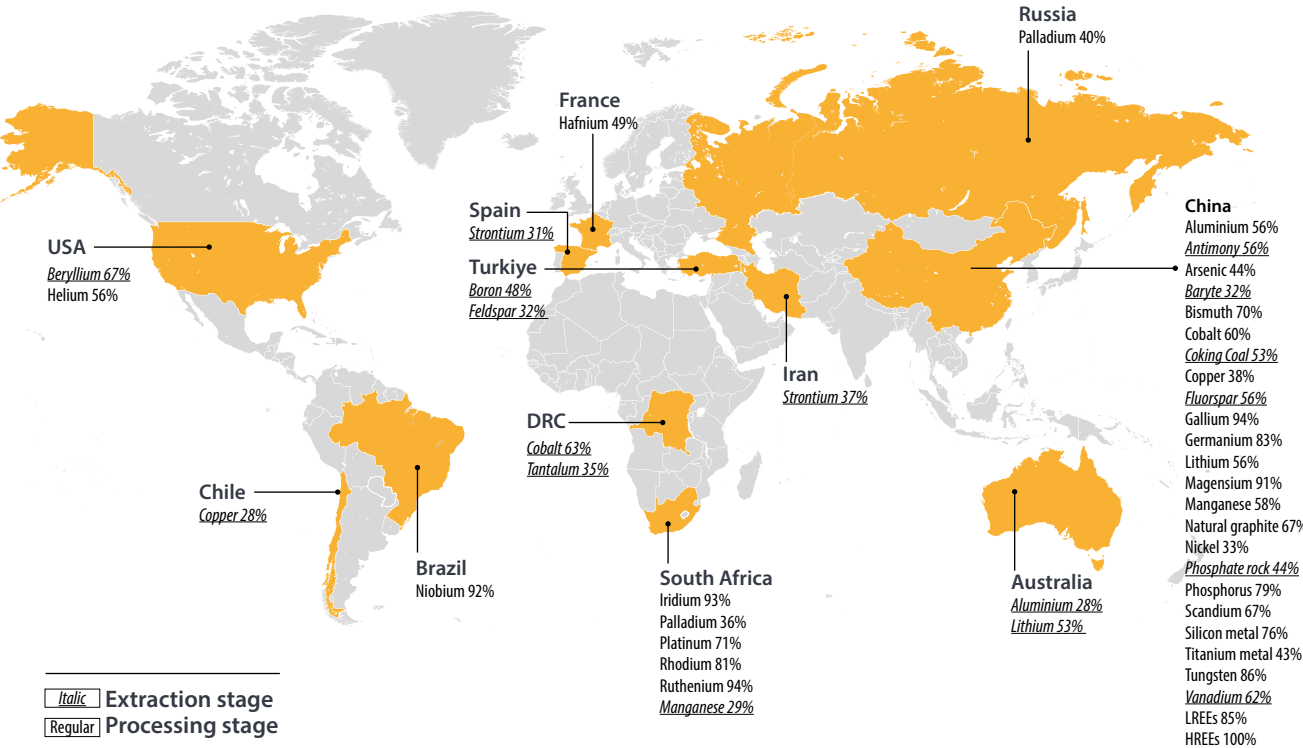 Russia
Palladium 40%
France
Hafnium 49%
Spain
Strontium 31%
Turkiye
Boron 48%
Feldspar 32%
USA
Beryllium 67%
Helium 56%
Iran
Strontium 37%
DRC
Cobalt 63%
Tantalum 35%
Chile
Copper 28%
Brazil
Niobium 92%
South Africa
Iridium 93%
Palladium 36%
Platinum 71%
Rhodium 81%
Ruthenium 94%
Manganese 29%
Australia
Aluminium 28%
Lithium 53%
China
Aluminium 56%
Antimony 56%
Arsenic 44%
Baryte 32%
Bismuth 70%
Cobalt 60%
Coking Coal 53%
Copper 38%
Fluorspar 56%
Gallium 94%
Germanium 83%
Lithium 56%
Magensium 91%
Manganese 58%
Natural graphite 67%
Nickel 33%
Phosphate rock 44%
Phosphorus 79%
Scandium 67%
Silicon metal 76%
Titanium metal 43%
Tungsten 86%
Vanadium 62%
LREEs 85%
HREEs 100%
Italic Extraction stage
Regular Processing stage